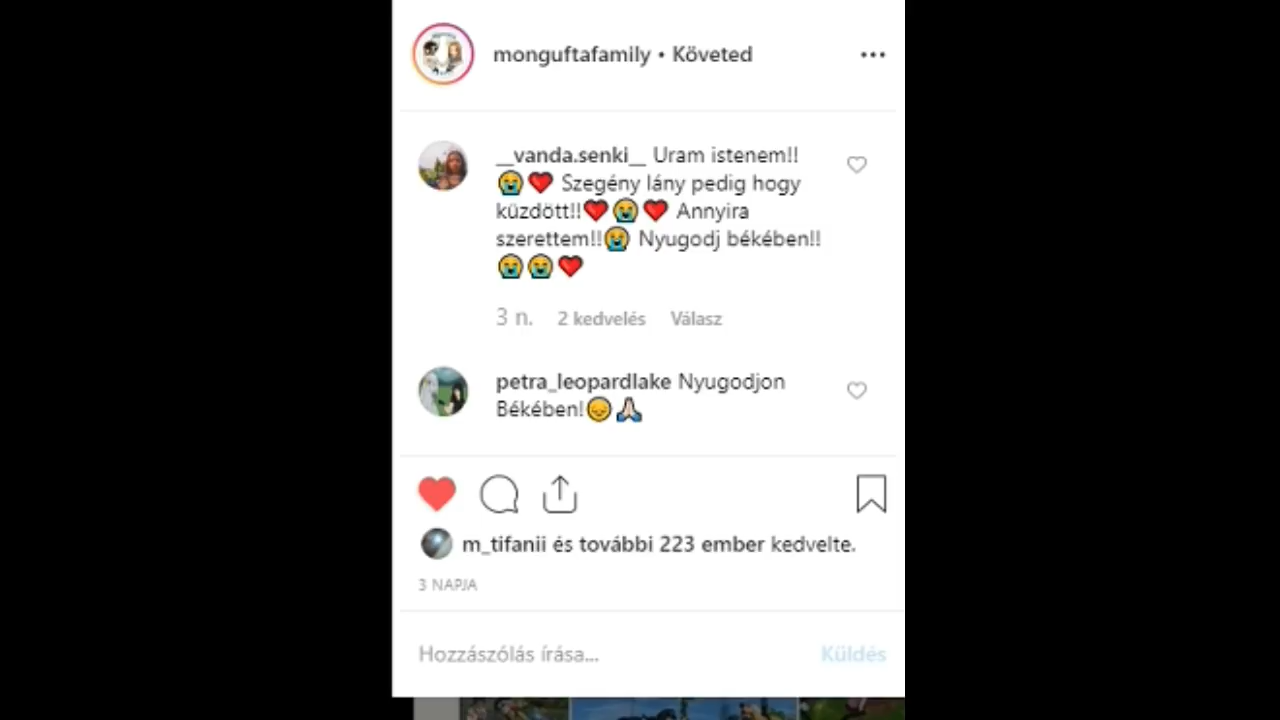 monguftafamily • Követed
__vanda.senki__ Uram istenem!!
😭❤️ Szegény lány pedig hogy
küzdött!!❤️😭❤️ Annyira
szerettem!!😭 Nyugodj békében!!
😭😭❤️
3 n. 2 kedvelés Válasz
petra_leopardlake Nyugodjon
Békében!😔🙏🏻
m_tifanii és további 223 ember kedvelte.
3 NAPJA
Hozzászólás írása... Küldés